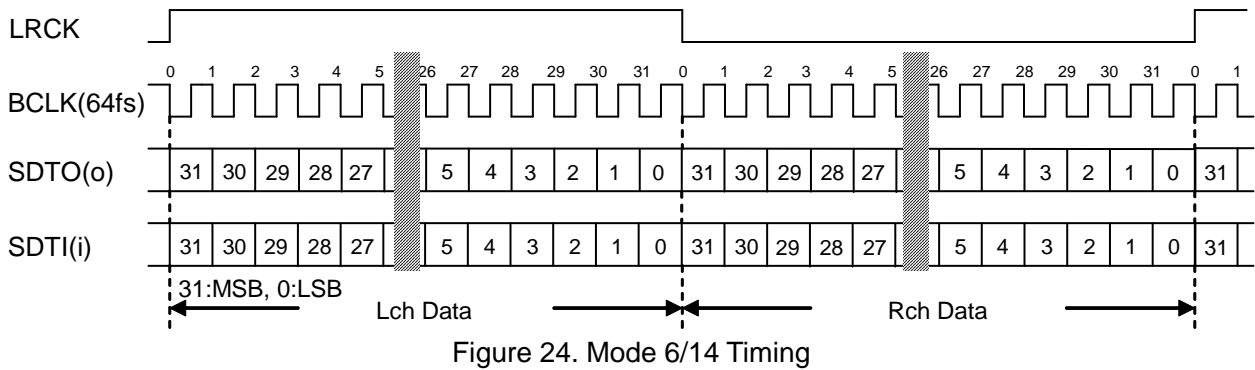 LRCK
0 1 2 3 4 5 26 27 28 29 30 31 0 1 2 3 4 5 26 27 28 29 30 31 0 1
BCLK(64fs)
SDTO(o) 31 30 29 28 27 5 4 3 2 1 0 31 30 29 28 27 5 4 3 2 1 0 31
SDTI(i) 31 30 29 28 27 5 4 3 2 1 0 31 30 29 28 27 5 4 3 2 1 0 31
31:MSB, 0:LSB
Lch Data Rch Data
Figure 24. Mode 6/14 Timing